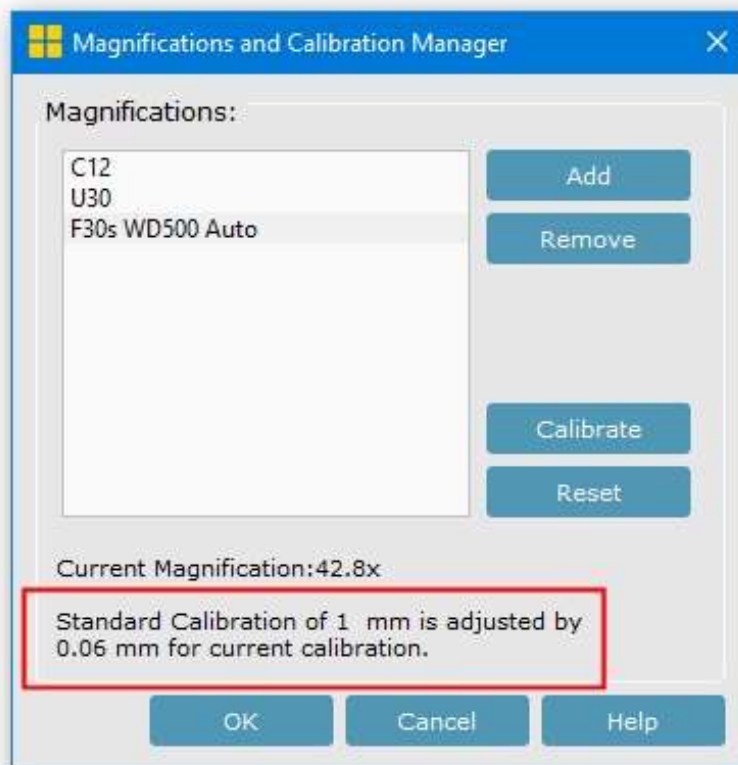 Magnifications and Calibration Manager
Magnifications:
C12
U30
F30s WD500 Auto
Add
Remove
Calibrate
Reset
Current Magnification:42.8x
Standard Calibration of 1  mm is adjusted by
0.06 mm for current calibration.
OK
Cancel
Help